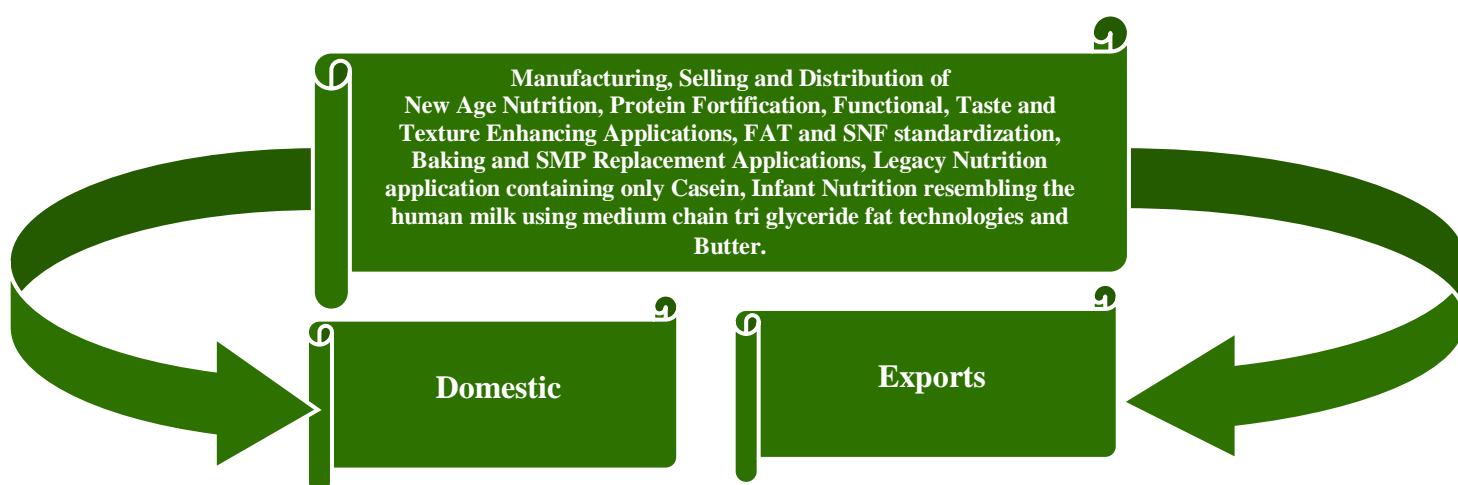 Manufacturing, Selling and Distribution of
New Age Nutrition, Protein Fortification, Functional, Taste and
Texture Enhancing Applications, FAT and SNF standardization,
Baking and SMP Replacement Applications, Legacy Nutrition
application containing only Casein, Infant Nutrition resembling the
human milk using medium chain tri glyceride fat technologies and
Butter.
Domestic
Exports